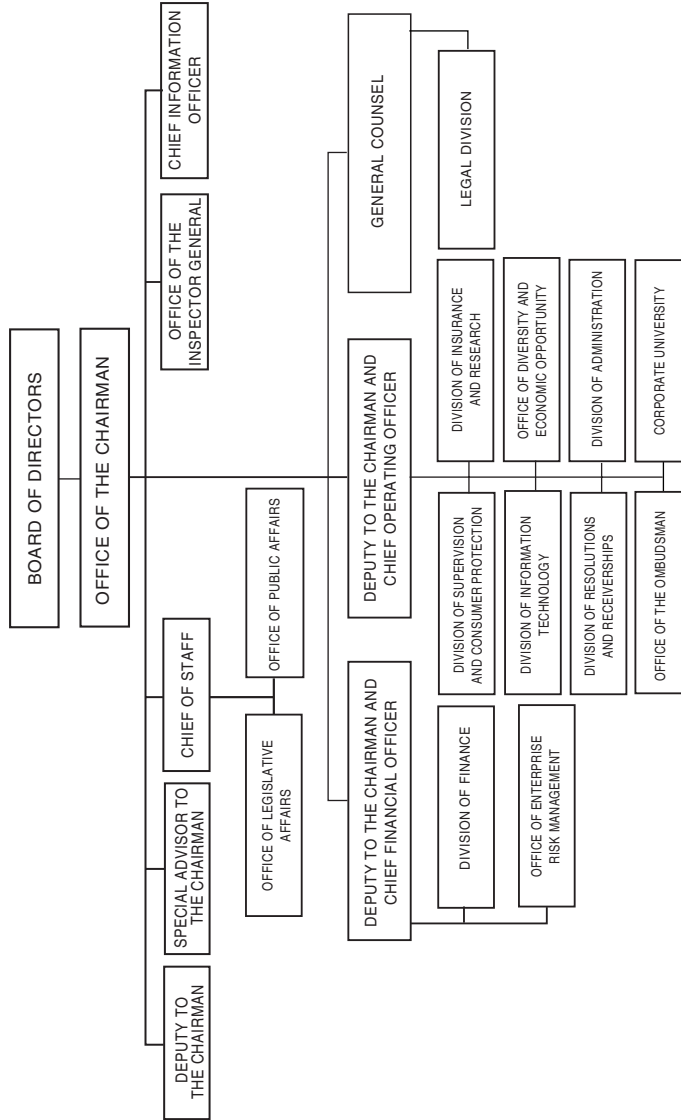 BOARD OF DIRECTORS
OFFICE OF THE CHAIRMAN
DEPUTY TO
THE CHAIRMAN
SPECIAL ADVISOR TO
THE CHAIRMAN
CHIEF OF STAFF
OFFICE OF THE
INSPECTOR GENERAL
CHIEF INFORMATION
OFFICER
OFFICE OF LEGISLATIVE
AFFAIRS
OFFICE OF PUBLIC AFFAIRS
DEPUTY TO THE CHAIRMAN AND
CHIEF FINANCIAL OFFICER
DEPUTY TO THE CHAIRMAN AND
CHIEF OPERATING OFFICER
GENERAL COUNSEL
DIVISION OF FINANCE
DIVISION OF SUPERVISION
AND CONSUMER PROTECTION
DIVISION OF INSURANCE
AND RESEARCH
LEGAL DIVISION
OFFICE OF ENTERPRISE
RISK MANAGEMENT
DIVISION OF INFORMATION
TECHNOLOGY
OFFICE OF DIVERSITY AND
ECONOMIC OPPORTUNITY
DIVISION OF RESOLUTIONS
AND RECEIVERSHIPS
DIVISION OF ADMINISTRATION
OFFICE OF THE OMBUDSMAN
CORPORATE UNIVERSITY